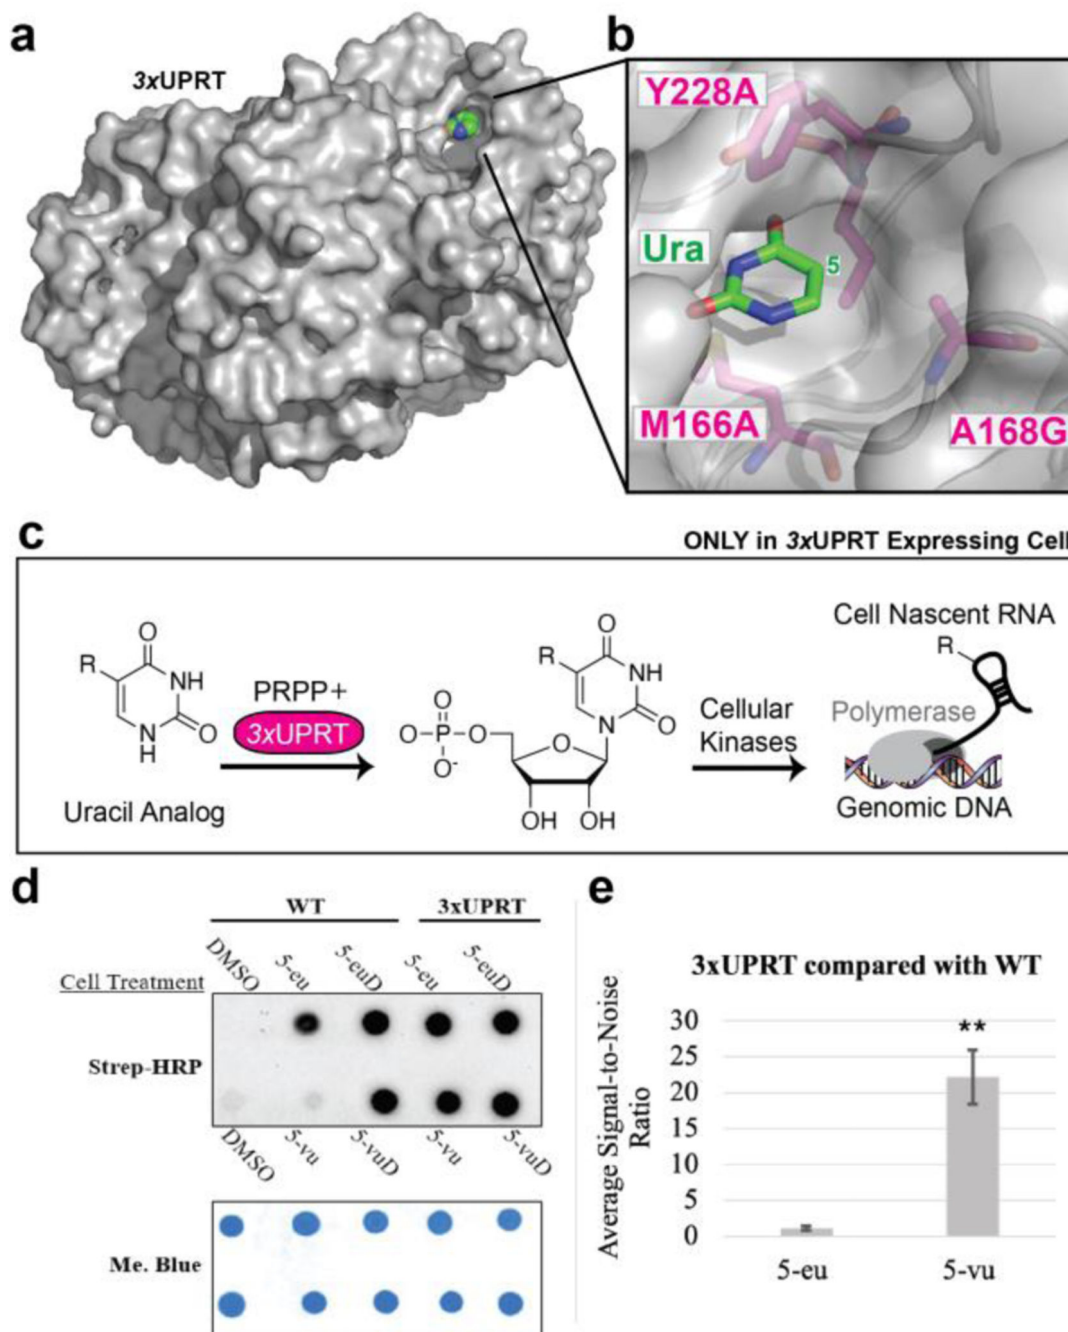 a
b
3xUPRT
Y228A
Ura
5
M166A
A168G
c
ONLY in 3xUPRT Expressing Cell
Cell Nascent RNA
O
R
NH
N
H
O
Uracil Analog
PRPP+
3xUPRT
O
O
R
NH
O
P
O
O
N
O
O-
OH OH
Cellular
Kinases
R
Polymerase
Genomic DNA
d
WT 3xUPRT
Cell Treatment
DMSO 5-eu 5-euD 5-eu 5-euD
Strep-HRP
DMSO 5-vu 5-vuD 5-vu 5-vuD
Me. Blue
e
3xUPRT compared with WT
Average Signal-to-Noise
Ratio
30
25
20
15
10
5
0
**
5-eu 5-vu